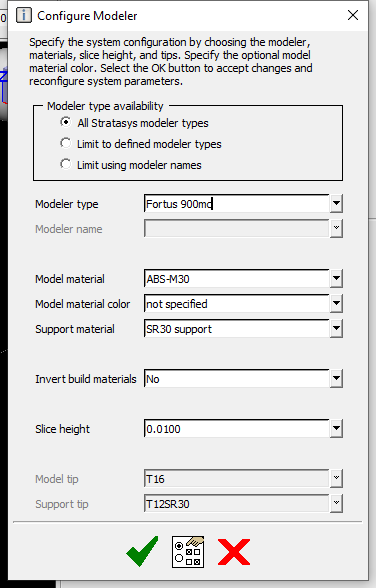 Configure Modeler
Specify the system configuration by choosing the modeler,
materials, slice height, and tips. Specify the optional model
material color. Select the OK button to accept changes and
reconfigure system parameters.
Modeler type availability
All Stratasys modeler types
Limit to defined modeler types
Limit using modeler names
Modeler type Fortus 900mc
Modeler name
Model material ABS-M30
Model material color not specified
Support material SR30 support
Invert build materials No
Slice height 0.0100
Model tip T16
Support tip T12SR30